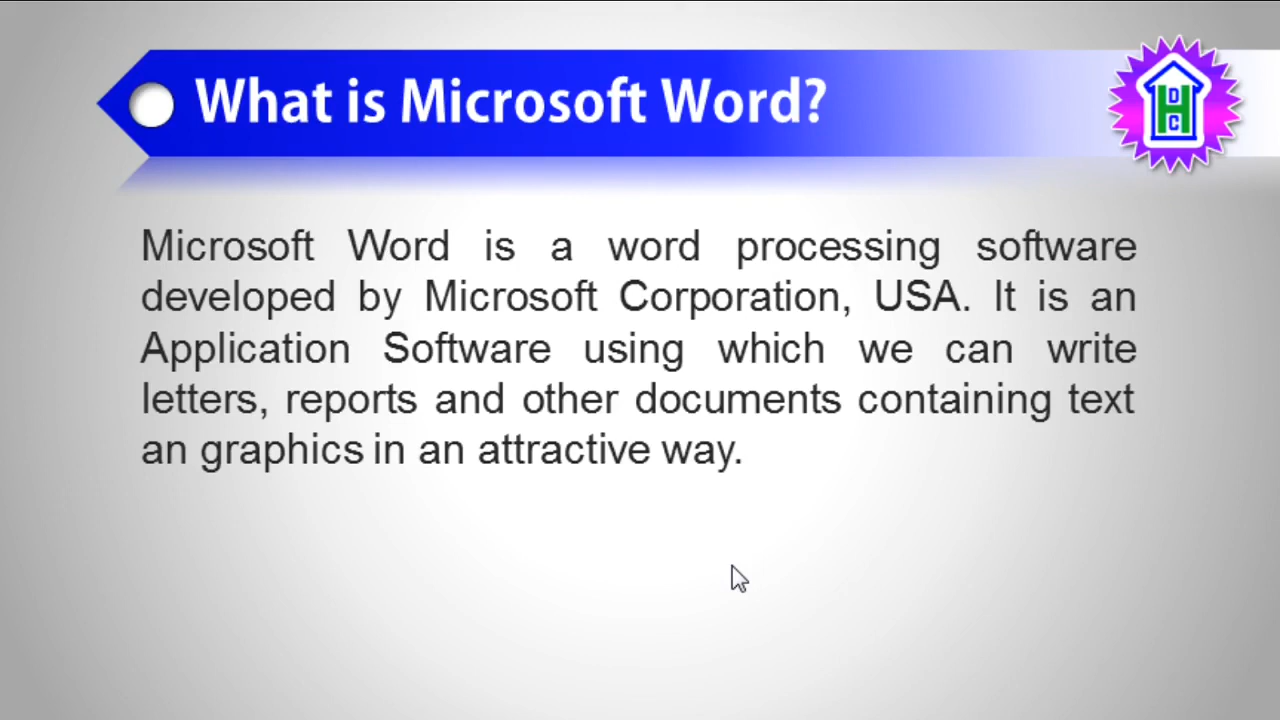 What is Microsoft Word?
D
H
C
Microsoft Word is a word processing software
developed by Microsoft Corporation, USA. It is an
Application Software using which we can write
letters, reports and other documents containing text
an graphics in an attractive way.